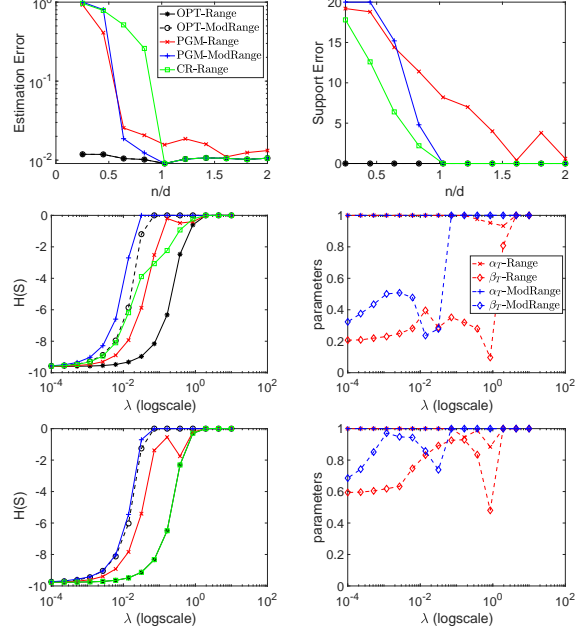 Estimation Error
10^0
10^-1
10^-2
0 0.5 1 1.5 2
n/d
OPT-Range
OPT-ModRange
PGM-Range
PGM-ModRange
CR-Range
Support Error
20
15
10
5
0
0.5 1 1.5 2
n/d
H(S)
0
-2
-4
-6
-8
-10
10^-4 10^-2 10^0 10^2
λ (logscale)
parameters
1
0.8
0.6
0.4
0.2
0
10^-4 10^-2 10^0 10^2
λ (logscale)
α_T-Range
β_T-Range
α_T-ModRange
β_T-ModRange
H(S)
0
-2
-4
-6
-8
-10
10^-4 10^-2 10^0 10^2
λ (logscale)
parameters
1
0.8
0.6
0.4
0.2
0
10^-4 10^-2 10^0 10^2
λ (logscale)